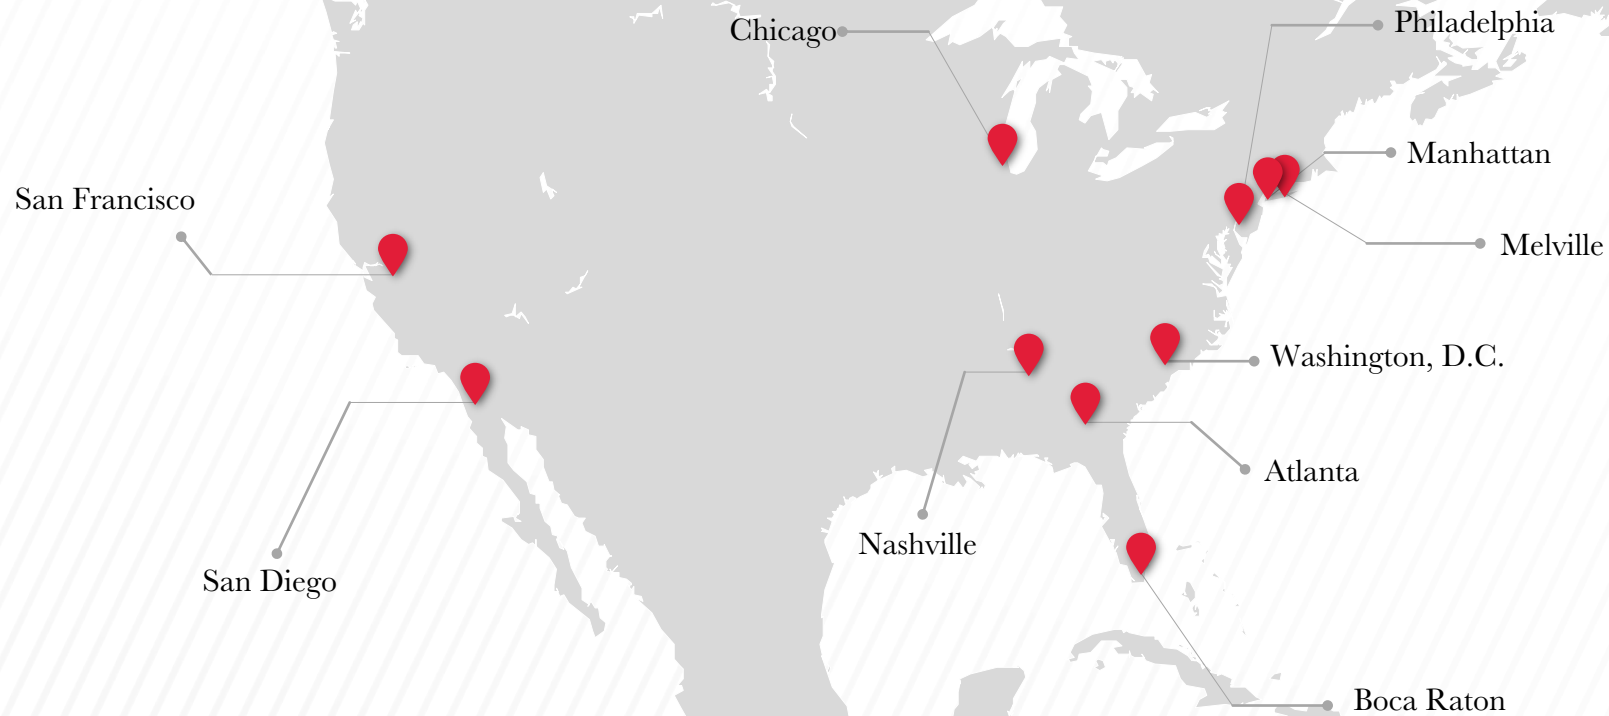 Chicago
Philadelphia
Manhattan
San Francisco
Melville
Washington, D.C.
Atlanta
Nashville
San Diego
Boca Raton